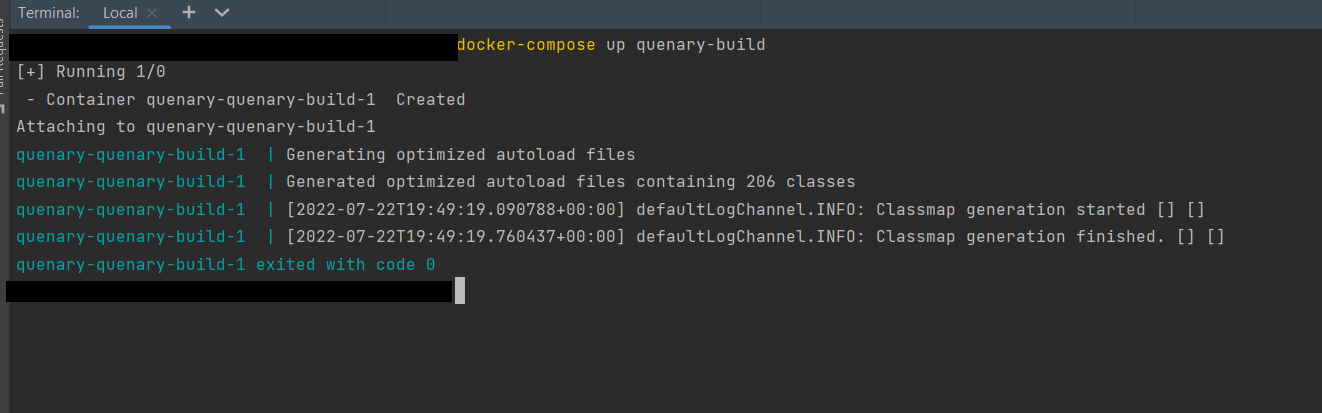 Terminal: Local
docker-compose up quenary-build
[+] Running 1/0
- Container quenary-quenary-build-1 Created
Attaching to quenary-quenary-build-1
quenary-quenary-build-1 | Generating optimized autoload files
quenary-quenary-build-1 | Generated optimized autoload files containing 206 classes
quenary-quenary-build-1 | [2022-07-22T19:49:19.090788+00:00] defaultLogChannel.INFO: Classmap generation started [] []
quenary-quenary-build-1 | [2022-07-22T19:49:19.760437+00:00] defaultLogChannel.INFO: Classmap generation finished. [] []
quenary-quenary-build-1 exited with code 0